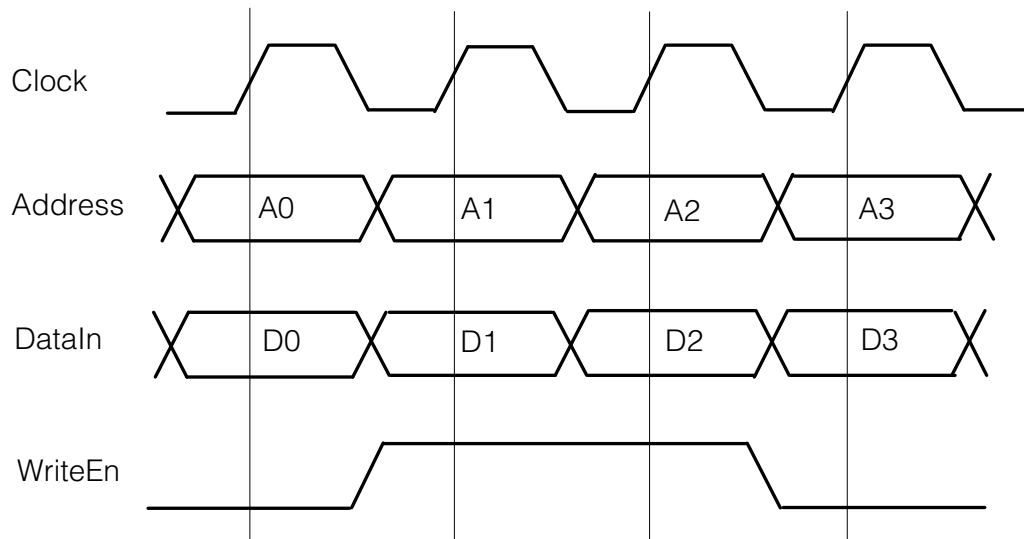 Clock
Address A0 A1 A2 A3
DataIn D0 D1 D2 D3
WriteEn